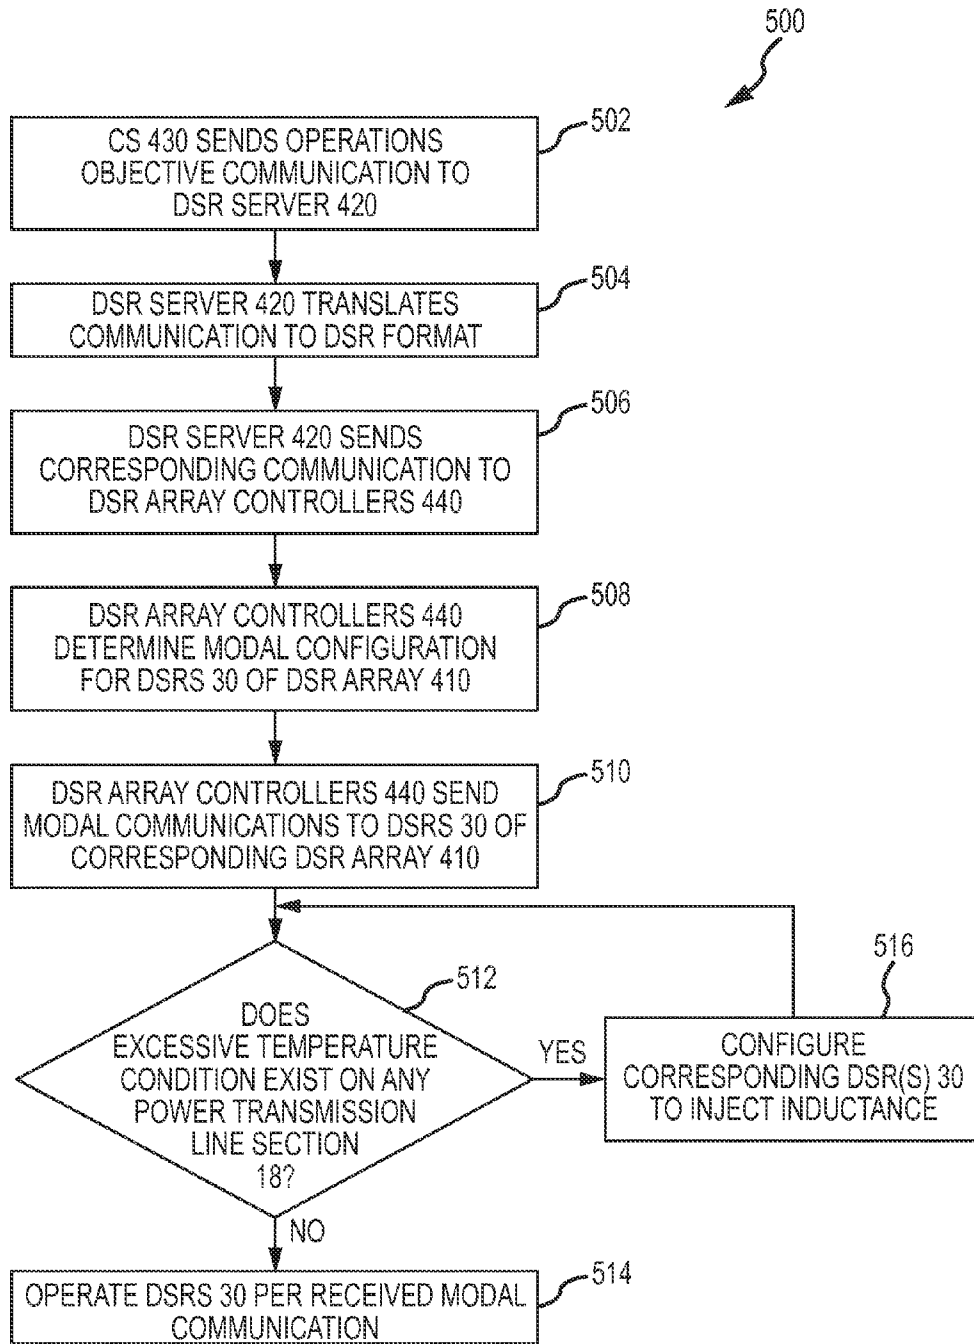 500
CS 430 SENDS OPERATIONS
OBJECTIVE COMMUNICATION TO
DSR SERVER 420
502
DSR SERVER 420 TRANSLATES
COMMUNICATION TO DSR FORMAT
504
DSR SERVER 420 SENDS
CORRESPONDING COMMUNICATION TO
DSR ARRAY CONTROLLERS 440
506
DSR ARRAY CONTROLLERS 440
DETERMINE MODAL CONFIGURATION
FOR DSRS 30 OF DSR ARRAY 410
508
DSR ARRAY CONTROLLERS 440 SEND
MODAL COMMUNICATIONS TO DSRS 30 OF
CORRESPONDING DSR ARRAY 410
510
DOES
EXCESSIVE TEMPERATURE
CONDITION EXIST ON ANY
POWER TRANSMISSION
LINE SECTION
18?
512
YES
CONFIGURE
CORRESPONDING DSR(S) 30
TO INJECT INDUCTANCE
516
NO
OPERATE DSRS 30 PER RECEIVED MODAL
COMMUNICATION
514